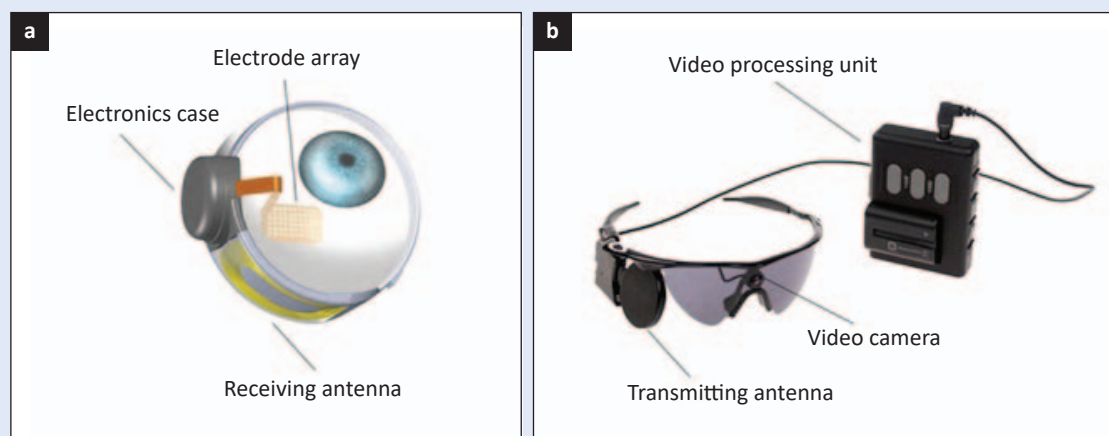 a
Electrode array
Electronics case
Receiving antenna
b
Video processing unit
Video camera
Transmitting antenna